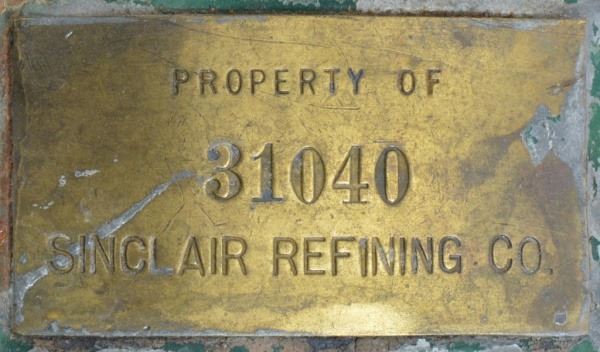 PROPERTY OF
31040
SINCLAIR REFINING CO.